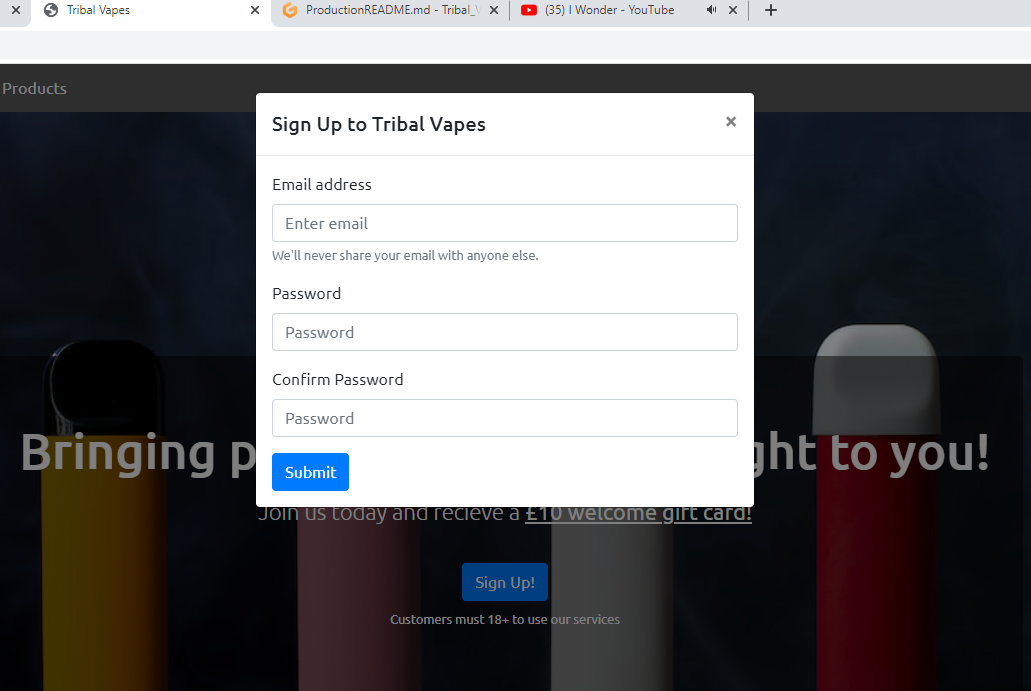 Tribal Vapes
ProductionREADME.md - Tribal_V
(35) I Wonder - YouTube
Products
Sign Up to Tribal Vapes
×
Email address
Enter email
We'll never share your email with anyone else.
Password
Password
Confirm Password
Password
Submit
Bringing p ght to you!
Join us today and recieve a £10 welcome gift card!
Sign Up!
Customers must 18+ to use our services